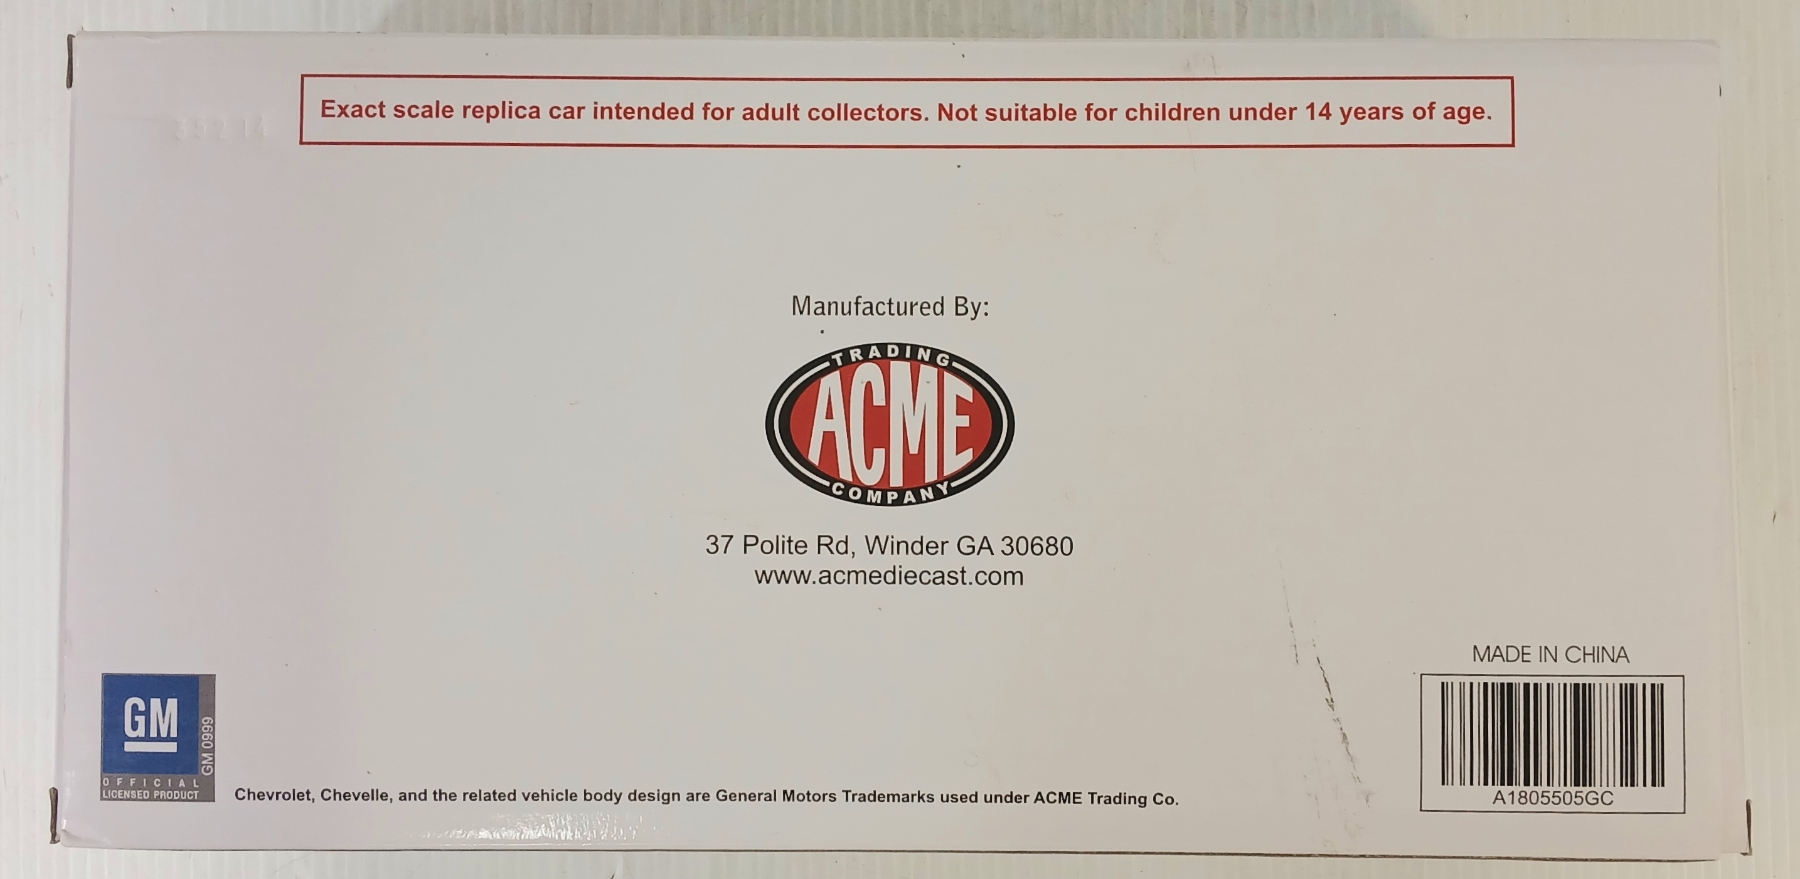 Exact scale replica car intended for adult collectors. Not suitable for children under 14 years of age.
Manufactured By:
TRADING
ACME
COMPANY
37 Polite Rd, Winder GA 30680
www.acmediecast.com
MADE IN CHINA
A1805505GC
GM
GM 0999
OFFICIAL
LICENSED PRODUCT
Chevrolet, Chevelle, and the related vehicle body design are General Motors Trademarks used under ACME Trading Co.